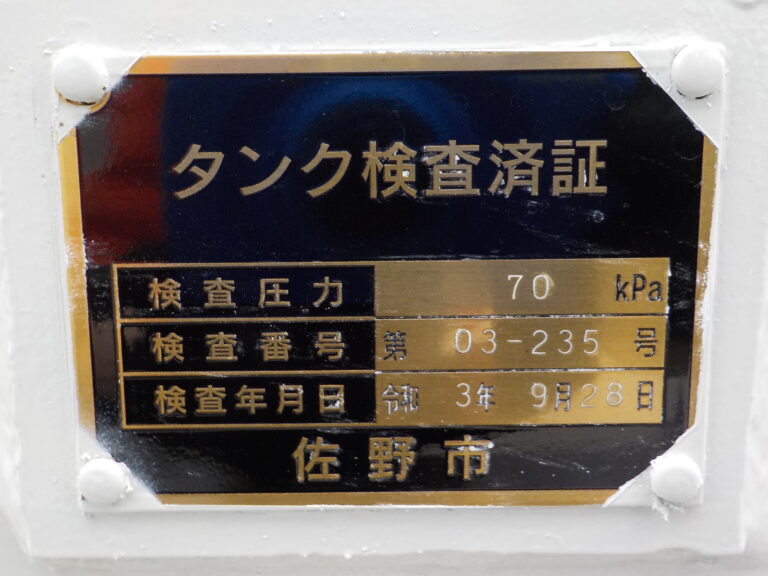 タンク検査済証
検査圧力 70 kPa
検査番号 第 03-235 号
検査年月日 令和 3年 9月28日
佐野市